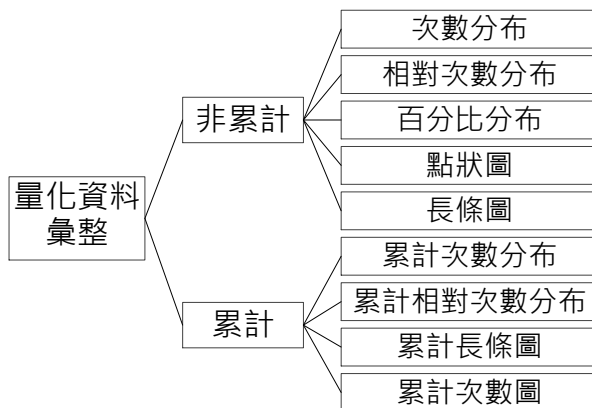 量化資料
彙整
非累計
次數分布
相對次數分布
百分比分布
點狀圖
長條圖
累計
累計次數分布
累計相對次數分布
累計長條圖
累計次數圖